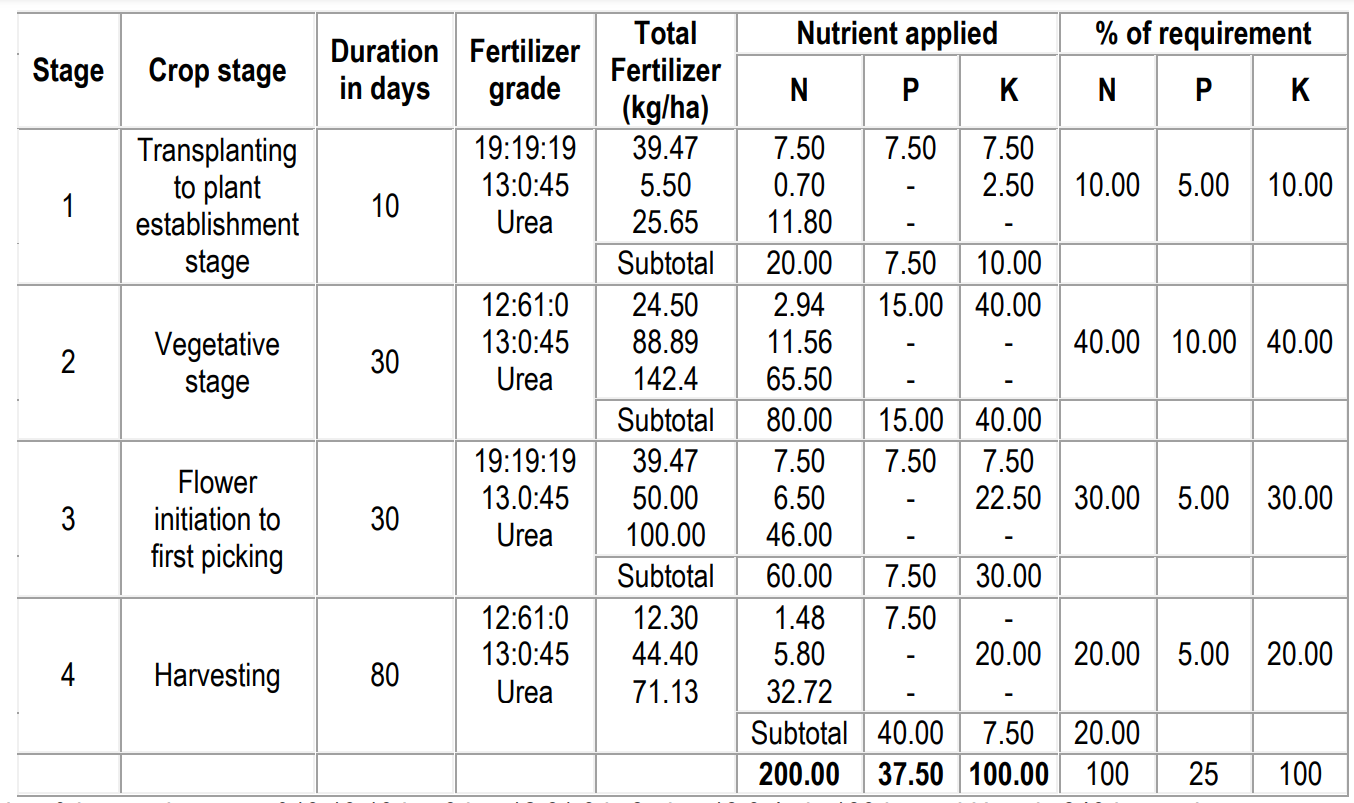 Stage Crop stage Duration in days Fertilizer grade Total Fertilizer (kg/ha) Nutrient applied % of requirement
N P K N P K
1 Transplanting to plant establishment stage 10
19:19:19 39.47 7.50 7.50 7.50
13:0:45 5.50 0.70 - 2.50 10.00 5.00 10.00
Urea 25.65 11.80 - -
Subtotal 20.00 7.50 10.00
2 Vegetative stage 30
12:61:0 24.50 2.94 15.00 40.00
13:0:45 88.89 11.56 - - 40.00 10.00 40.00
Urea 142.4 65.50 - -
Subtotal 80.00 15.00 40.00
3 Flower initiation to first picking 30
19:19:19 39.47 7.50 7.50 7.50
13.0:45 50.00 6.50 - 22.50 30.00 5.00 30.00
Urea 100.00 46.00 - -
Subtotal 60.00 7.50 30.00
4 Harvesting 80
12:61:0 12.30 1.48 7.50 -
13:0:45 44.40 5.80 - 20.00 20.00 5.00 20.00
Urea 71.13 32.72 - -
Subtotal 40.00 7.50 20.00
200.00 37.50 100.00 100 25 100